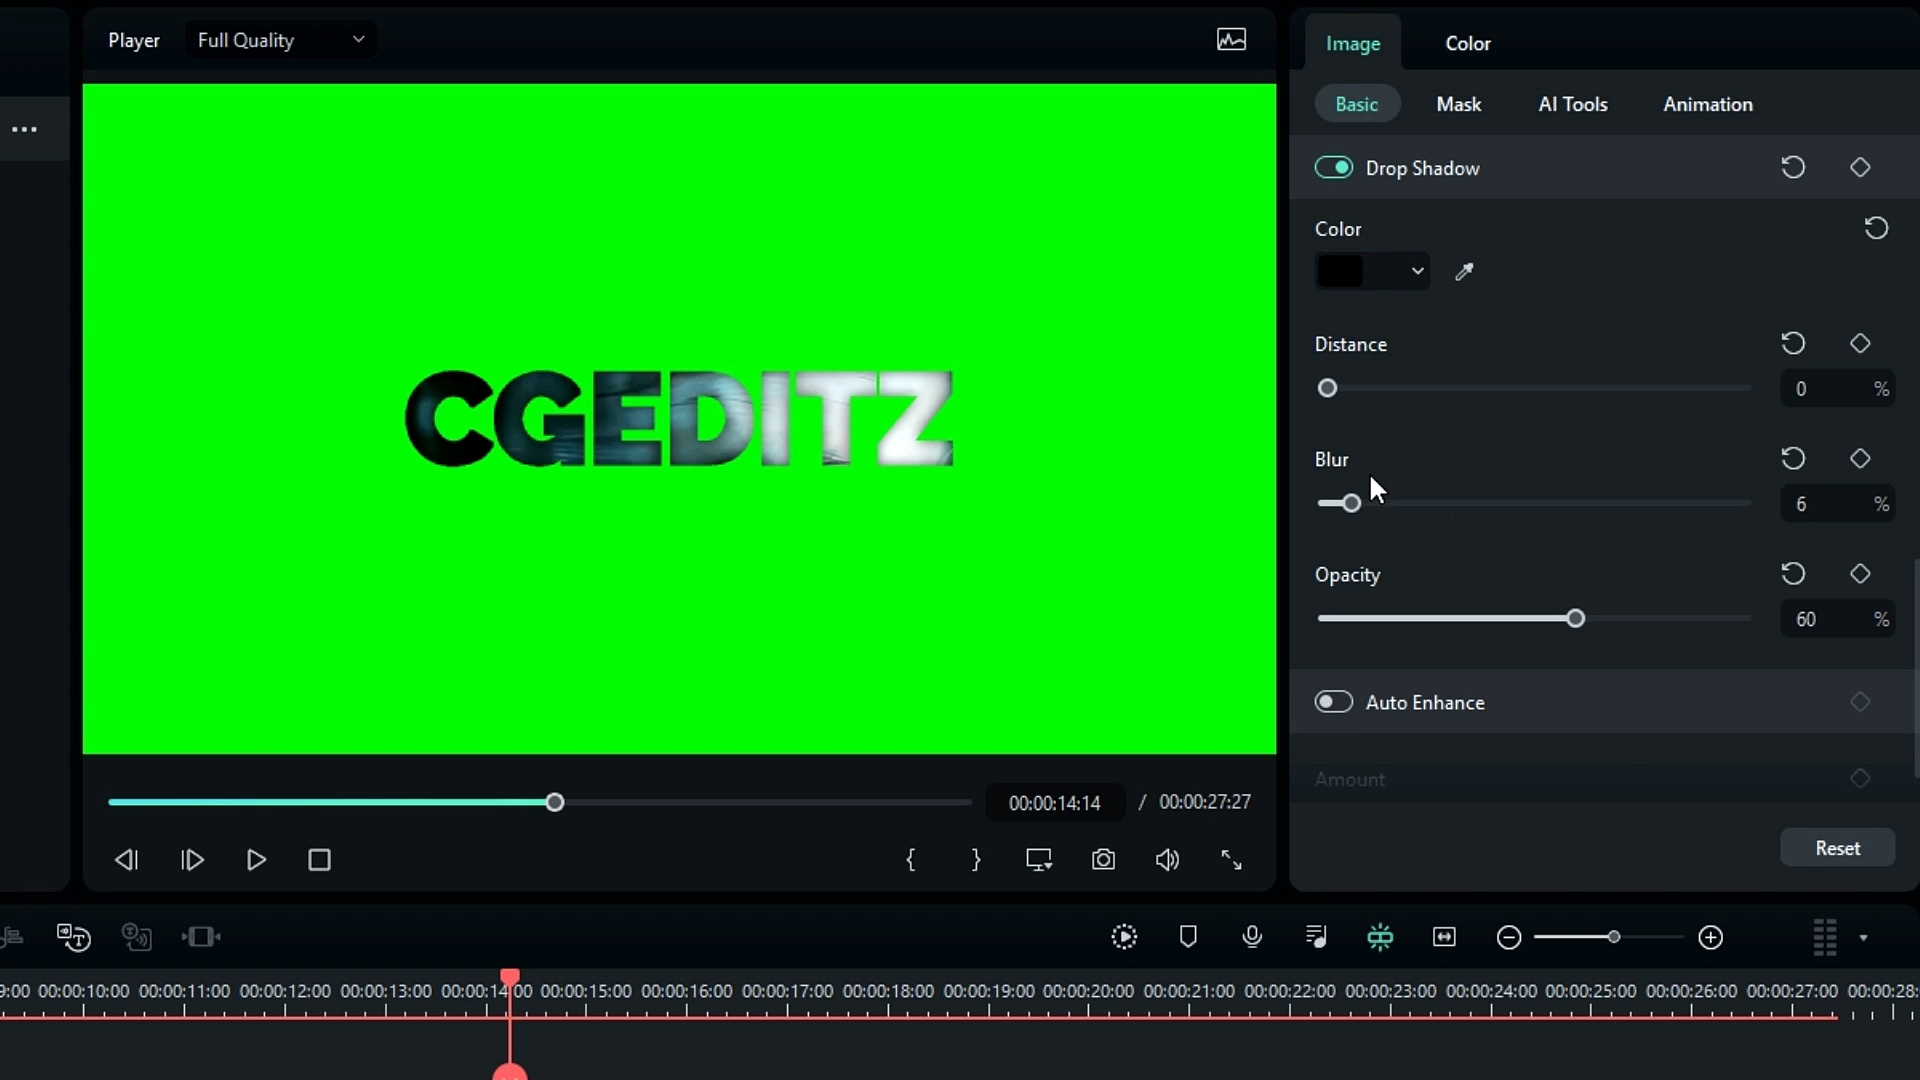 Player Full Quality
Image Color
Basic Mask AI Tools Animation
Drop Shadow
Color
Distance
0 %
Blur
6 %
Opacity
60 %
Auto Enhance
Amount
Reset
CGEDITZ
00:00:14:14 / 00:00:27:27
9:00 00:00:10:00 00:00:11:00 00:00:12:00 00:00:13:00 00:00:14:00 00:00:15:00 00:00:16:00 00:00:17:00 00:00:18:00 00:00:19:00 00:00:20:00 00:00:21:00 00:00:22:00 00:00:23:00 00:00:24:00 00:00:25:00 00:00:26:00 00:00:27:00 00:00:28: